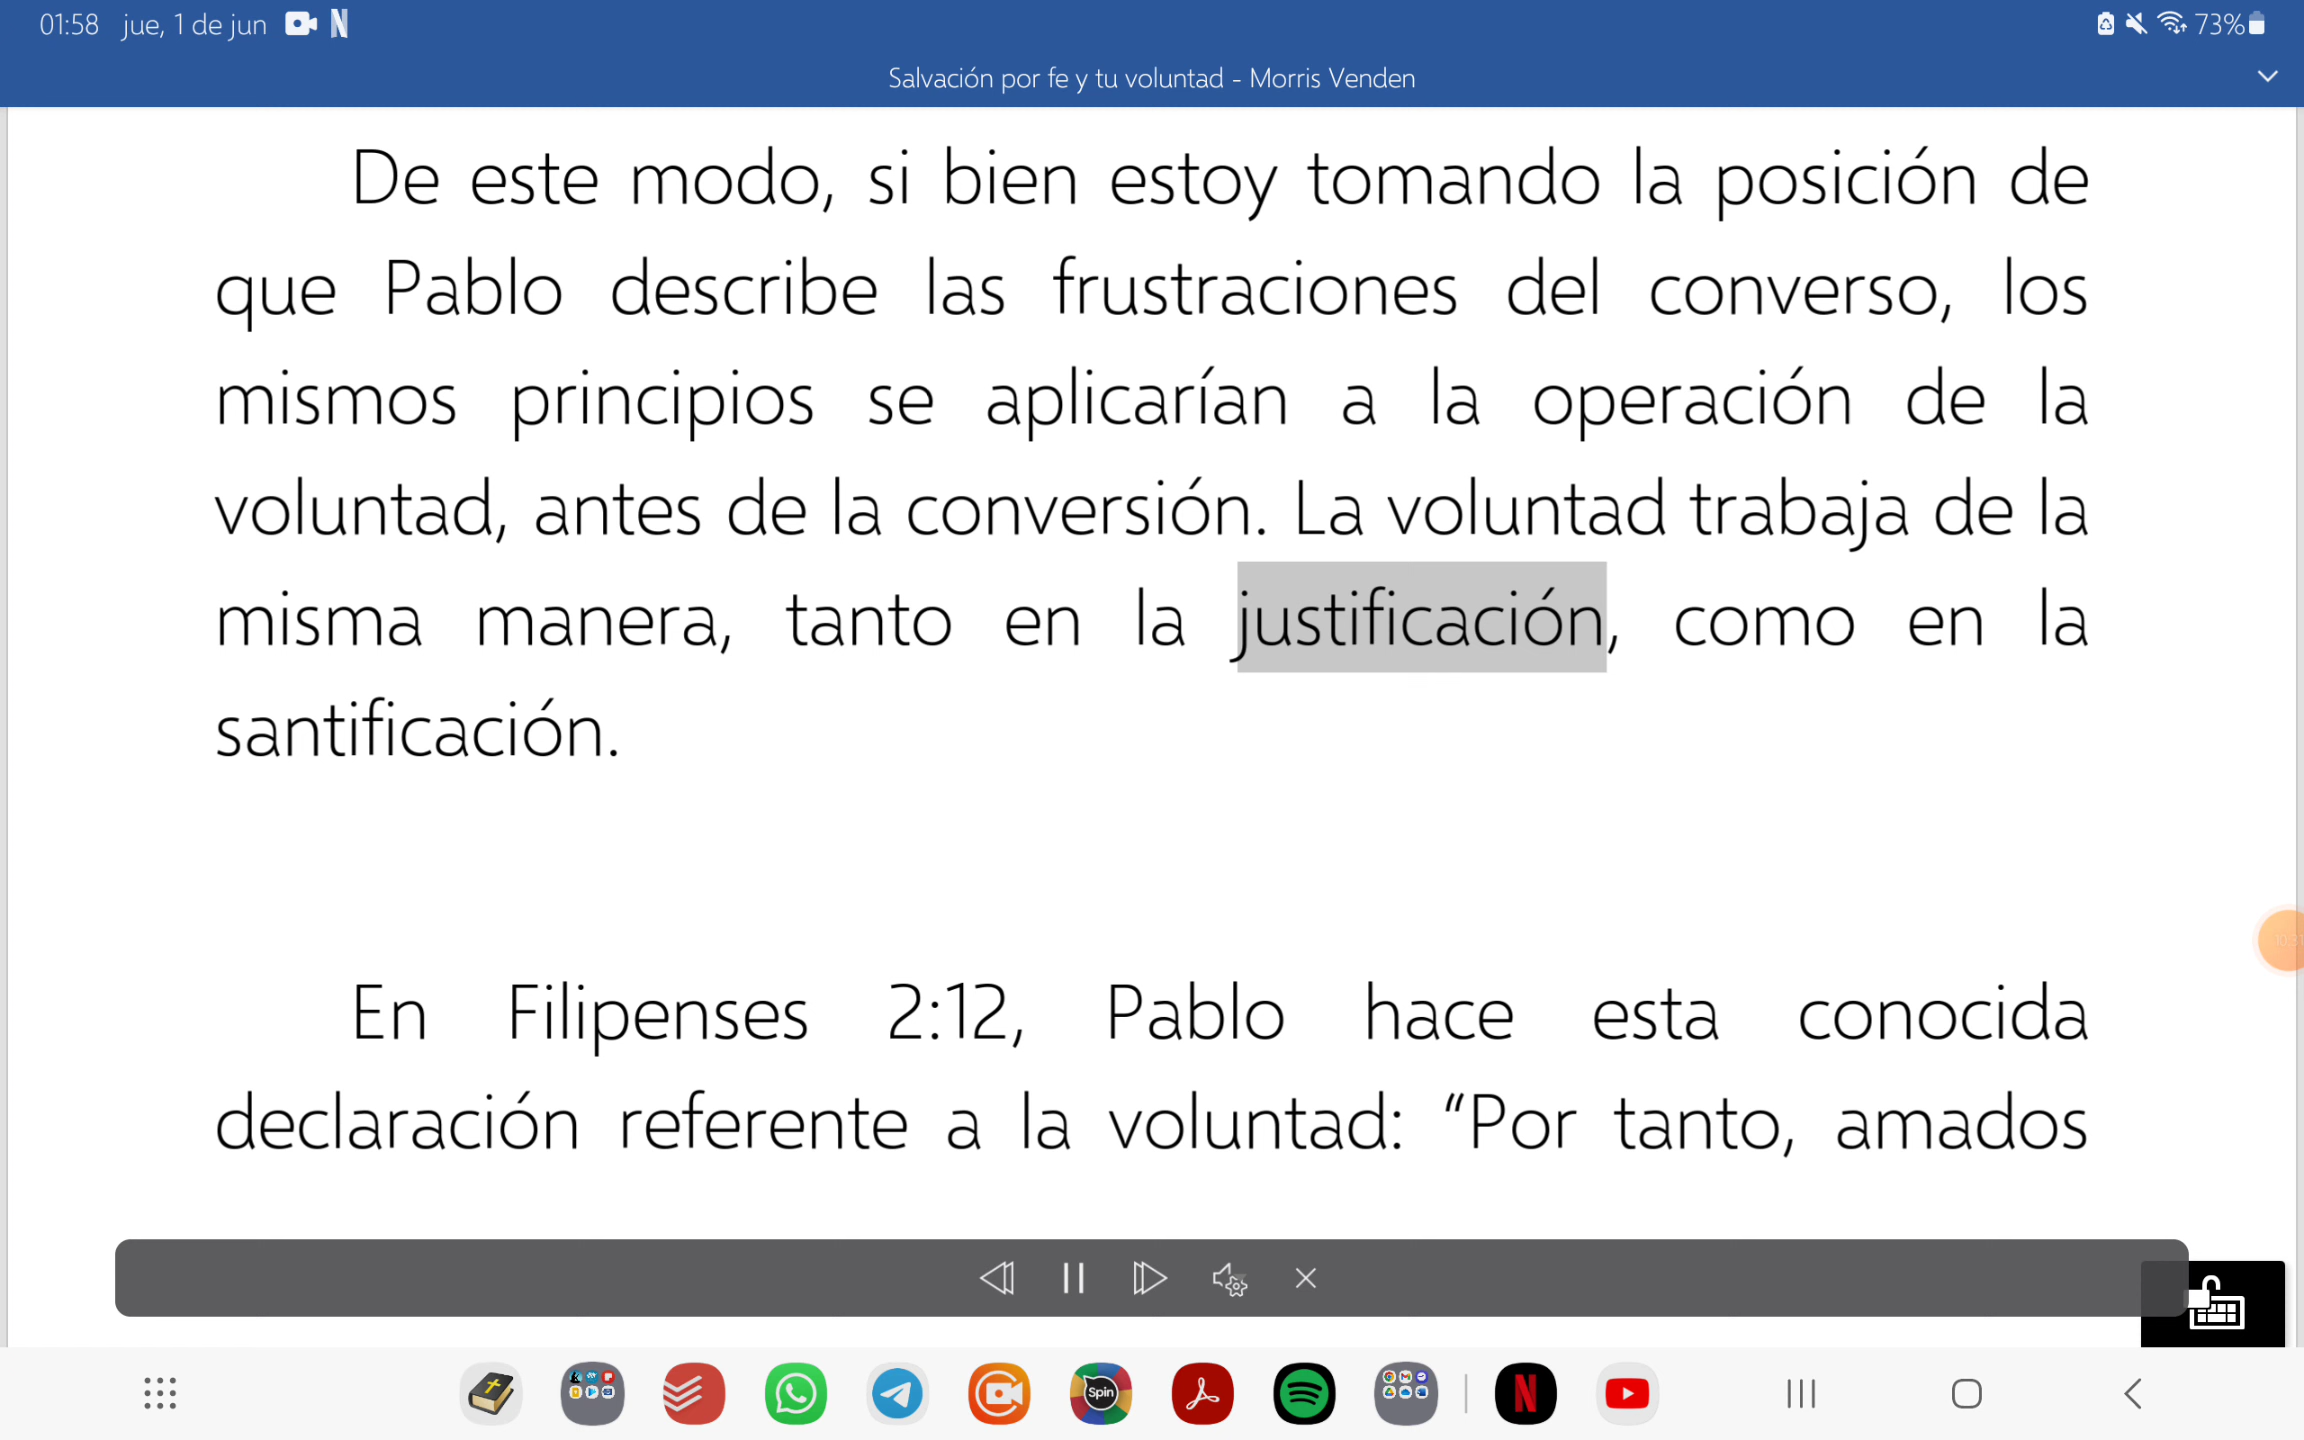 01:58 jue, 1 de jun N 73%
Salvación por fe y tu voluntad - Morris Venden
De este modo, si bien estoy tomando la posición de
que Pablo describe las frustraciones del converso, los
mismos principios se aplicarían a la operación de la
voluntad, antes de la conversión. La voluntad trabaja de la
misma manera, tanto en la justificación, como en la
santificación.
En Filipenses 2:12, Pablo hace esta conocida
declaración referente a la voluntad: “Por tanto, amados
Spin N